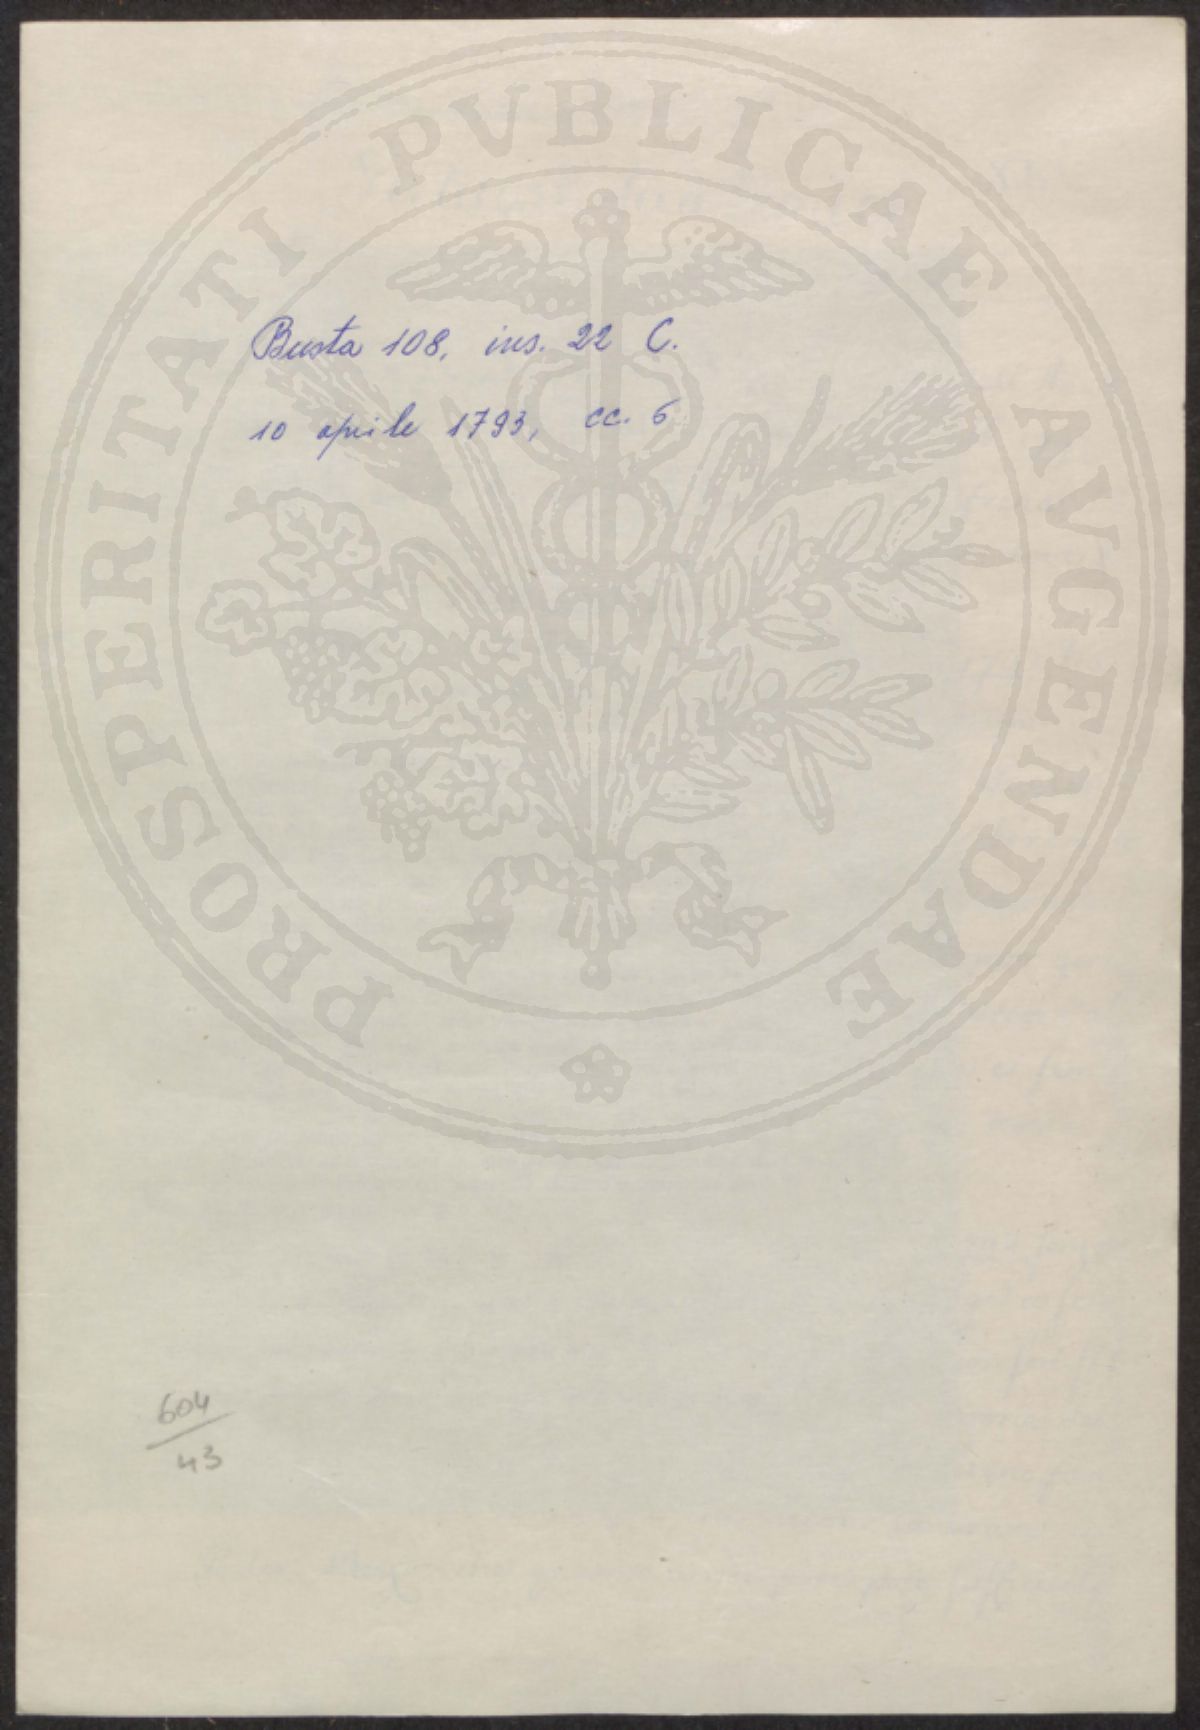 PROSPERITATI PVBLICAE AVGENDAE
Busta 108, ins. 22 C.
10 aprile 1793, cc. 6
604
43